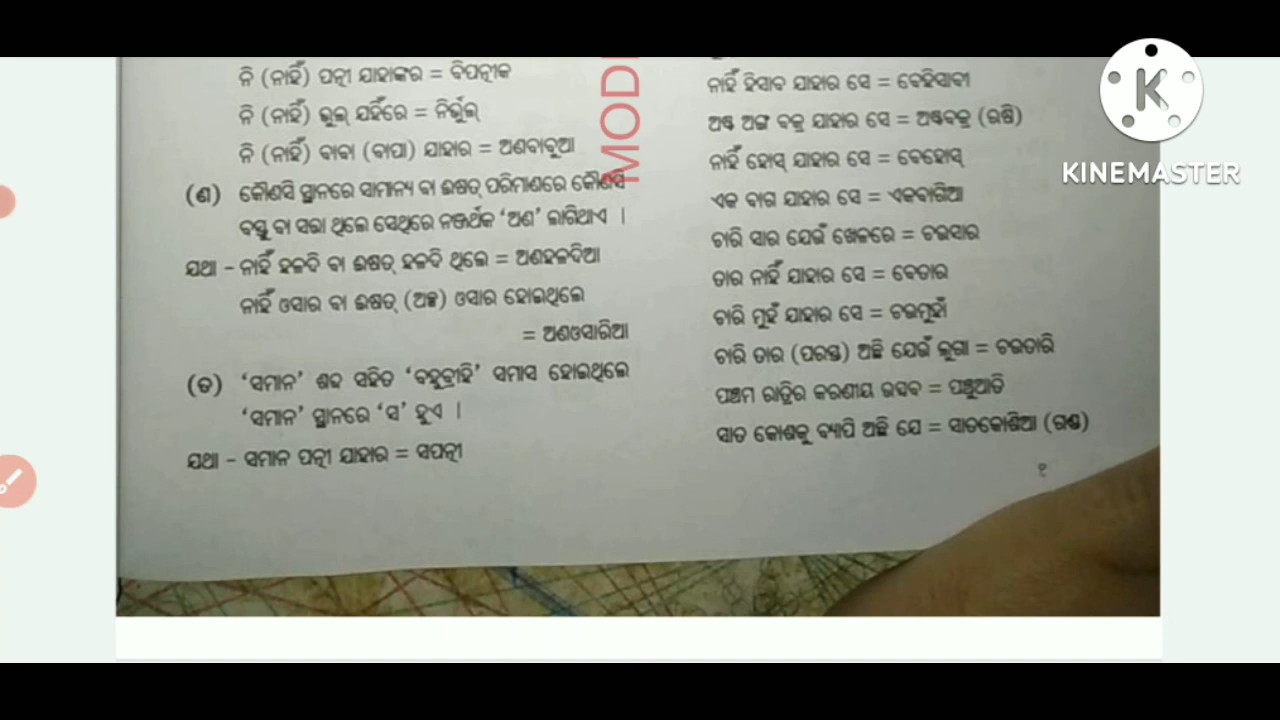 ନି (ନାହିଁ) ପତ୍ନୀ ଯାହାଙ୍କର = ବିପତ୍ନୀକ
ନି (ନାହିଁ) ଭୁଲ୍ ଯହିଁରେ = ନିର୍ଭୁଲ୍
ନି (ନାହିଁ) ବାବା (ବାପା) ଯାହାର = ଅଣବାବୁଆ
(ଣ) କୌଣସି ସ୍ଥାନରେ ସାମାନ୍ୟ ବା ଈଷତ୍ ପରିମାଣରେ କୌଣସି
ବସ୍ତୁ ବା ସତ୍ତା ଥିଲେ ସେଥିରେ ନଞର୍ଥକ ‘ଅଣ’ ଲାଗିଥାଏ ।
ଯଥା – ନାହିଁ ହଳଦି ବା ଈଷତ୍ ହଳଦି ଥିଲେ = ଅଣହଳଦିଆ
ନାହିଁ ଓସାର ବା ଈଷତ୍ (ଅଳ୍ପ) ଓସାର ହୋଇଥିଲେ
= ଅଣଓସାରିଆ
(ତ) ‘ସମାନ’ ଶବ୍ଦ ସହିତ ‘ବହୁବ୍ରୀହି’ ସମାସ ହୋଇଥିଲେ
‘ସମାନ’ ସ୍ଥାନରେ ‘ସ’ ହୁଏ ।
ଯଥା – ସମାନ ପତ୍ନୀ ଯାହାର = ସପତ୍ନୀ
ନାହିଁ ହିସାବ ଯାହାର ସେ = ବେହିସାବୀ
ଅଷ୍ଟ ଅଙ୍ଗ ବକ୍ର ଯାହାର ସେ = ଅଷ୍ଟବକ୍ର (ଋଷି)
ନାହିଁ ହୋସ୍ ଯାହାର ସେ = ବେହୋସ୍
ଏକ ବାଗ ଯାହାର ସେ = ଏକବାଗିଆ
ଚାରି ସାର ଯେଉଁ ଖେଳରେ = ଚଉସାର
ତାର ନାହିଁ ଯାହାର ସେ = ବେତାର
ଚାରି ମୁହଁ ଯାହାର ସେ = ଚଉମୁହାଁ
ଚାରି ତାର (ପରସ୍ତ) ଅଛି ଯେଉଁ ଲୁଗା = ଚଉତାରି
ପଞ୍ଚମ ରାତ୍ରିର କରଣୀୟ ଉତ୍ସବ = ପଞ୍ଚୁଆତି
ସାତ କୋଶକୁ ବ୍ୟାପି ଅଛି ଯେ = ସାତକୋଶିଆ (ଗଣ୍ଡ)
MOD
K
KINEMASTER